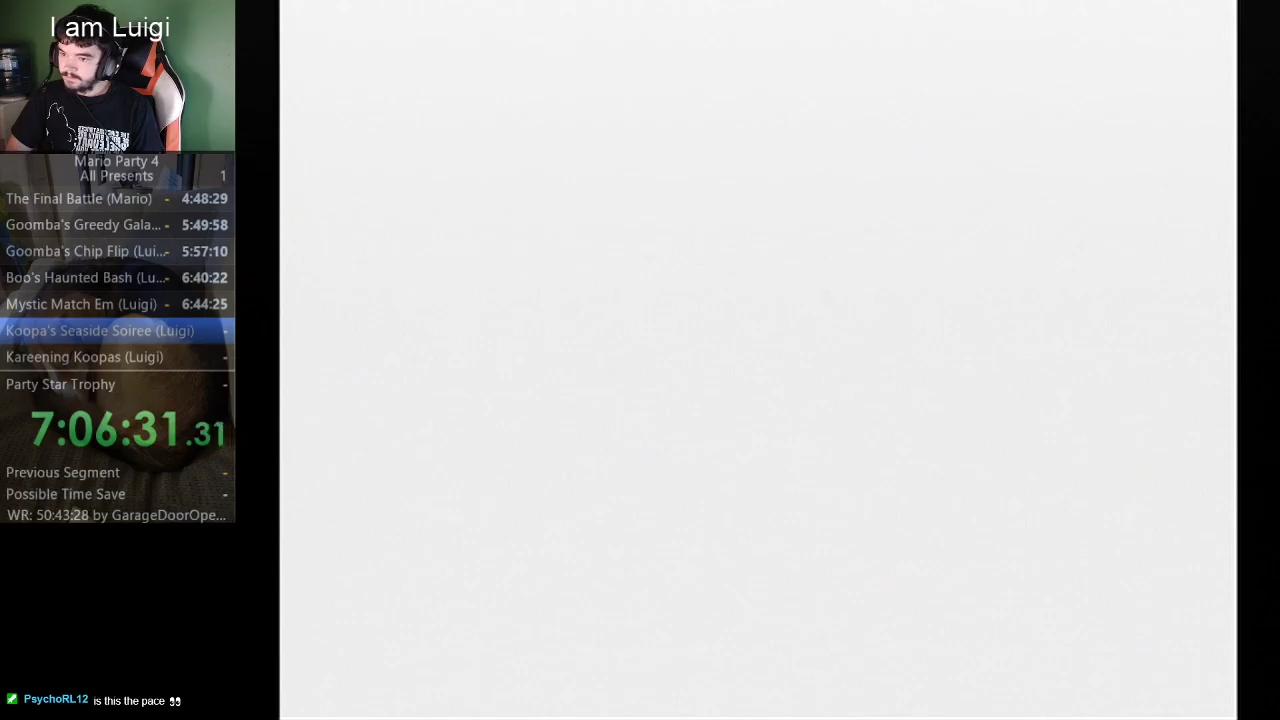 I am Luigi
Mario Party 4
All Presents 1
The Final Battle (Mario) - 4:48:29
Goomba's Greedy Gala... - 5:49:58
Goomba's Chip Flip (Lui... - 5:57:10
Boo's Haunted Bash (Lu... - 6:40:22
Mystic Match Em (Luigi) - 6:44:25
Koopa's Seaside Soiree (Luigi) -
Kareening Koopas (Luigi) -
Party Star Trophy -
7:06:31.31
Previous Segment -
Possible Time Save -
WR: 50:43:28 by GarageDoorOpe...
PsychoRL12 is this the pace 👀